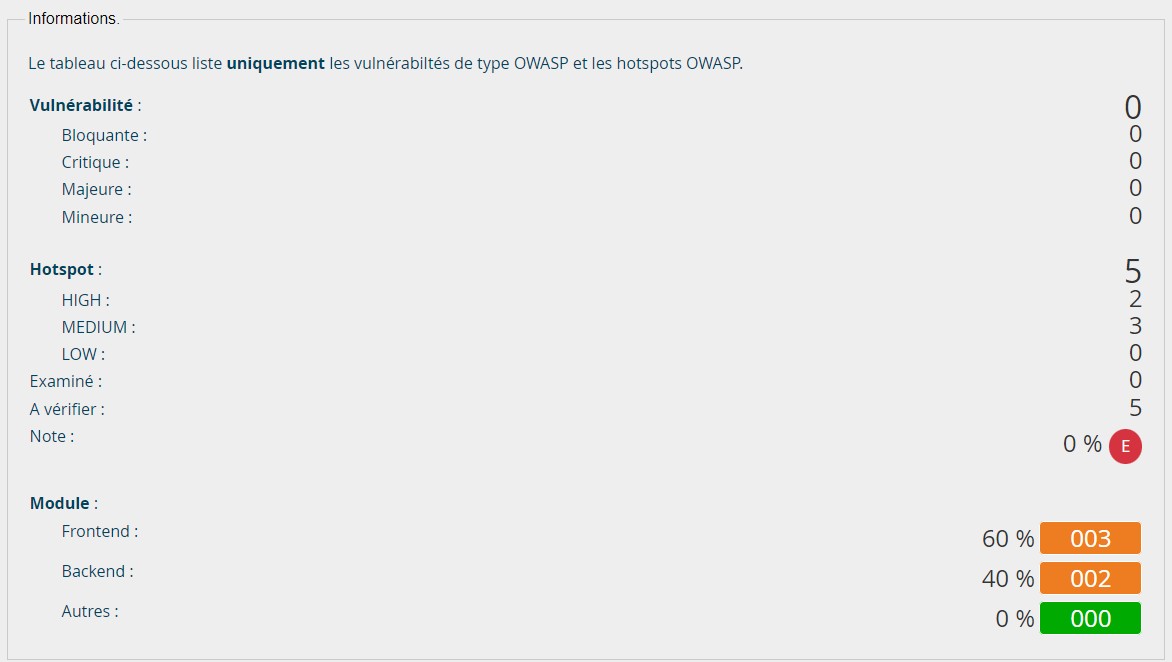 Informations.
Le tableau ci-dessous liste uniquement les vulnérabiltés de type OWASP et les hotspots OWASP.
Vulnérabilité : 0
Bloquante : 0
Critique : 0
Majeure : 0
Mineure : 0
Hotspot : 5
HIGH : 2
MEDIUM : 3
LOW : 0
Examiné : 0
A vérifier : 5
Note : 0 % E
Module :
Frontend : 60 % 003
Backend : 40 % 002
Autres : 0 % 000